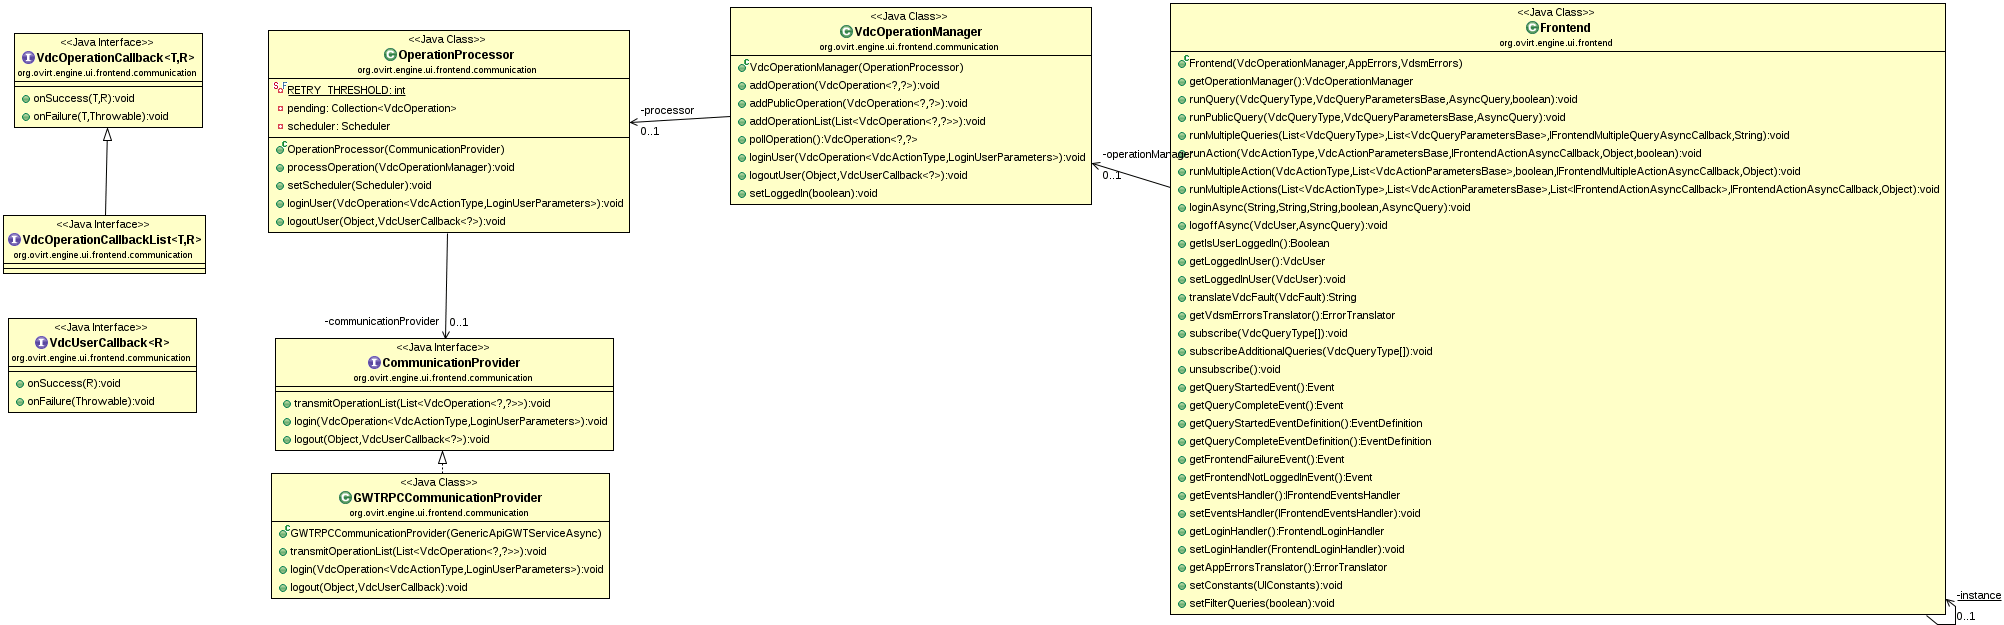 <<Java Interface>>
VdcOperationCallback<T,R>
org.ovirt.engine.ui.frontend.communication
onSuccess(T,R):void
onFailure(T,Throwable):void
<<Java Interface>>
VdcOperationCallbackList<T,R>
org.ovirt.engine.ui.frontend.communication
<<Java Interface>>
VdcUserCallback<R>
org.ovirt.engine.ui.frontend.communication
onSuccess(R):void
onFailure(Throwable):void
<<Java Class>>
OperationProcessor
org.ovirt.engine.ui.frontend.communication
RETRY_THRESHOLD: int
pending: Collection<VdcOperation>
scheduler: Scheduler
OperationProcessor(CommunicationProvider)
processOperation(VdcOperationManager):void
setScheduler(Scheduler):void
loginUser(VdcOperation<VdcActionType,LoginUserParameters>):void
logoutUser(Object,VdcUserCallback<?>):void
-communicationProvider
0..1
<<Java Interface>>
CommunicationProvider
org.ovirt.engine.ui.frontend.communication
transmitOperationList(List<VdcOperation<?,?>>):void
login(VdcOperation<VdcActionType,LoginUserParameters>):void
logout(Object,VdcUserCallback<?>):void
<<Java Class>>
GWTRPCCommunicationProvider
org.ovirt.engine.ui.frontend.communication
GWTRPCCommunicationProvider(GenericApiGWTServiceAsync)
transmitOperationList(List<VdcOperation<?,?>>):void
login(VdcOperation<VdcActionType,LoginUserParameters>):void
logout(Object,VdcUserCallback):void
-processor
0..1
<<Java Class>>
VdcOperationManager
org.ovirt.engine.ui.frontend.communication
VdcOperationManager(OperationProcessor)
addOperation(VdcOperation<?,?>):void
addPublicOperation(VdcOperation<?,?>):void
addOperationList(List<VdcOperation<?,?>>):void
pollOperation():VdcOperation<?,?>
loginUser(VdcOperation<VdcActionType,LoginUserParameters>):void
logoutUser(Object,VdcUserCallback<?>):void
setLoggedIn(boolean):void
-operationManager
0..1
<<Java Class>>
Frontend
org.ovirt.engine.ui.frontend
Frontend(VdcOperationManager,AppErrors,VdsmErrors)
getOperationManager():VdcOperationManager
runQuery(VdcQueryType,VdcQueryParametersBase,AsyncQuery,boolean):void
runPublicQuery(VdcQueryType,VdcQueryParametersBase,AsyncQuery):void
runMultipleQueries(List<VdcQueryType>,List<VdcQueryParametersBase>,IFrontendMultipleQueryAsyncCallback,String):void
runAction(VdcActionType,VdcActionParametersBase,IFrontendActionAsyncCallback,Object,boolean):void
runMultipleAction(VdcActionType,List<VdcActionParametersBase>,boolean,IFrontendMultipleActionAsyncCallback,Object):void
runMultipleActions(List<VdcActionType>,List<VdcActionParametersBase>,List<IFrontendActionAsyncCallback>,IFrontendActionAsyncCallback,Object):void
loginAsync(String,String,String,boolean,AsyncQuery):void
logoffAsync(VdcUser,AsyncQuery):void
getIsUserLoggedIn():Boolean
getLoggedInUser():VdcUser
setLoggedInUser(VdcUser):void
translateVdcFault(VdcFault):String
getVdsmErrorsTranslator():ErrorTranslator
subscribe(VdcQueryType[]):void
subscribeAdditionalQueries(VdcQueryType[]):void
unsubscribe():void
getQueryStartedEvent():Event
getQueryCompleteEvent():Event
getQueryStartedEventDefinition():EventDefinition
getQueryCompleteEventDefinition():EventDefinition
getFrontendFailureEvent():Event
getFrontendNotLoggedInEvent():Event
getEventsHandler():IFrontendEventsHandler
setEventsHandler(IFrontendEventsHandler):void
getLoginHandler():FrontendLoginHandler
setLoginHandler(FrontendLoginHandler):void
getAppErrorsTranslator():ErrorTranslator
setConstants(UIConstants):void
setFilterQueries(boolean):void
-instance
0..1